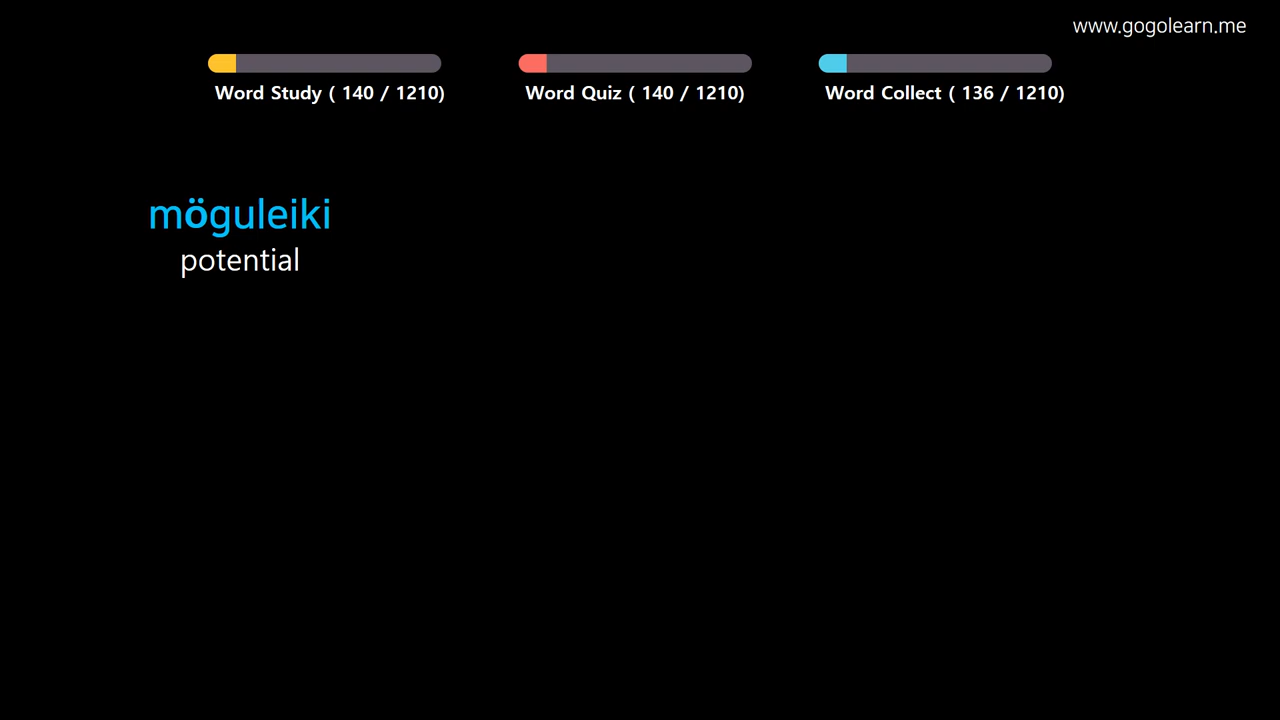 www.gogolearn.me
Word Study ( 140 / 1210)
Word Quiz ( 140 / 1210)
Word Collect ( 136 / 1210)
möguleiki
potential